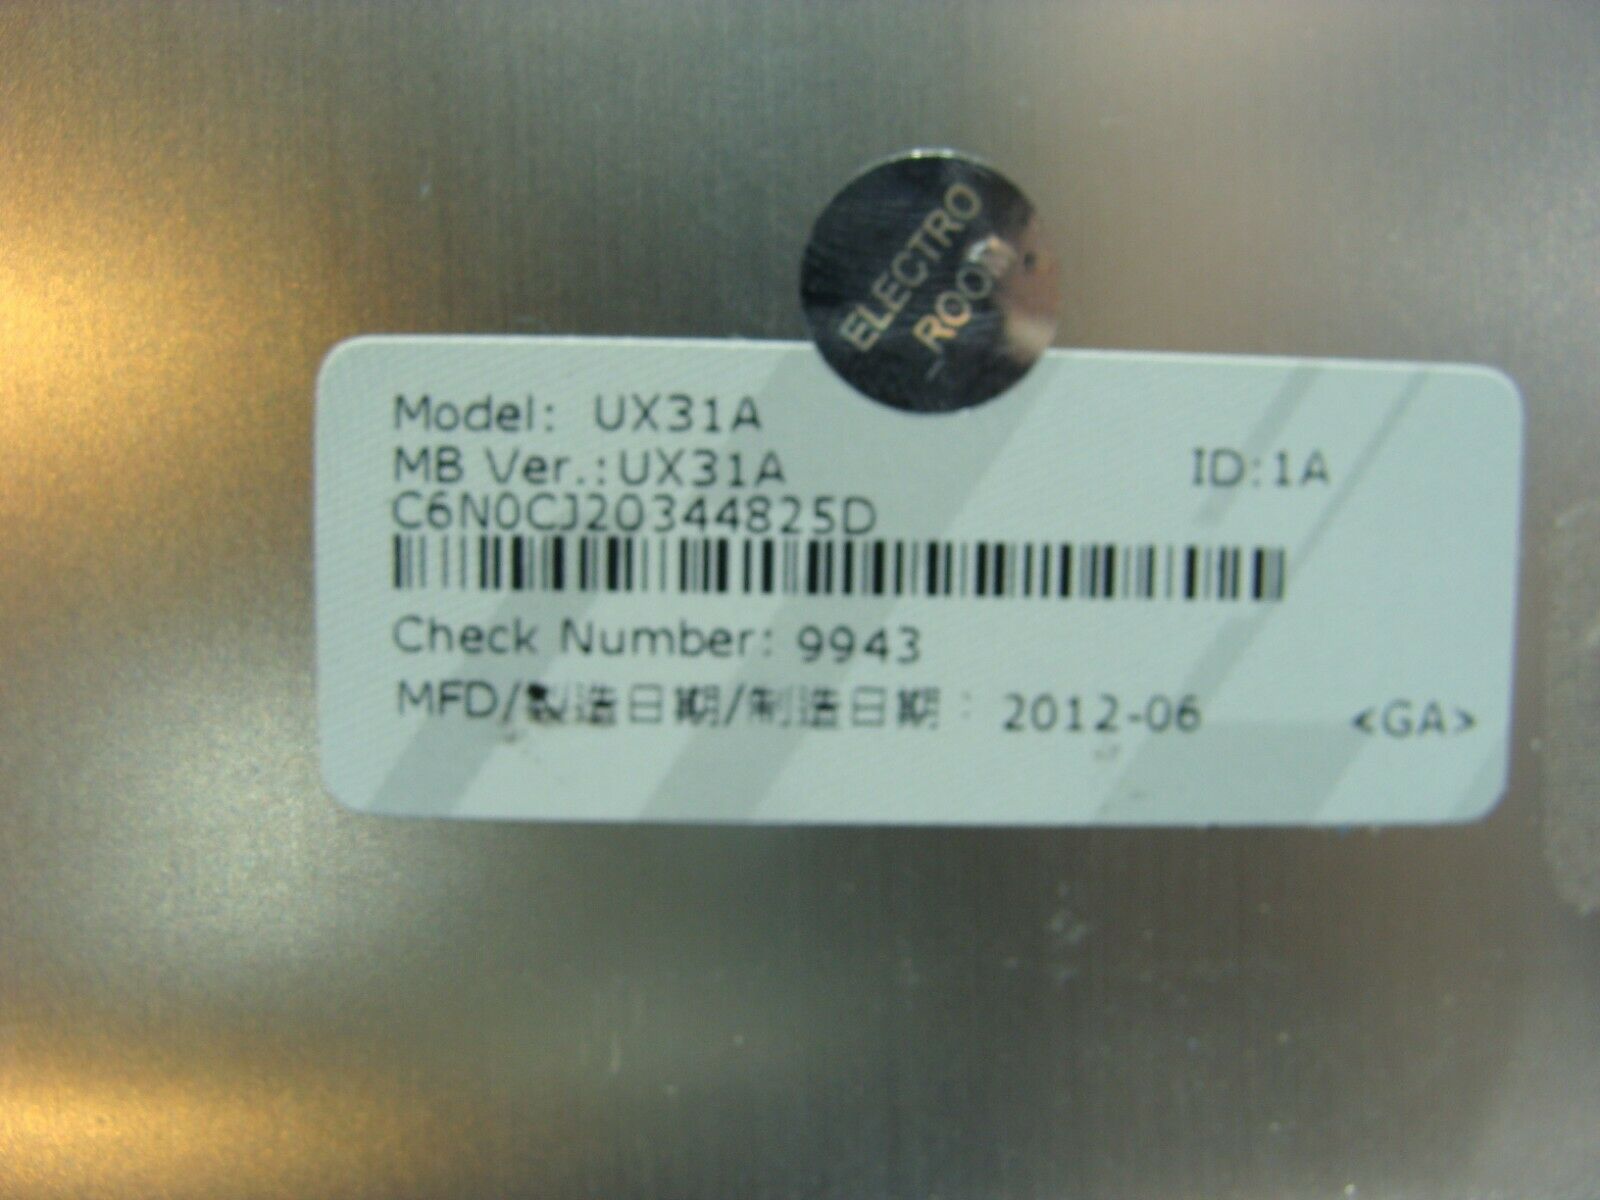 ELECTRO
ROOM
Model: UX31A
MB Ver.:UX31A ID:1A
C6N0CJ20344825D
Check Number: 9943
MFD/製造日期/制造日期: 2012-06 <GA>